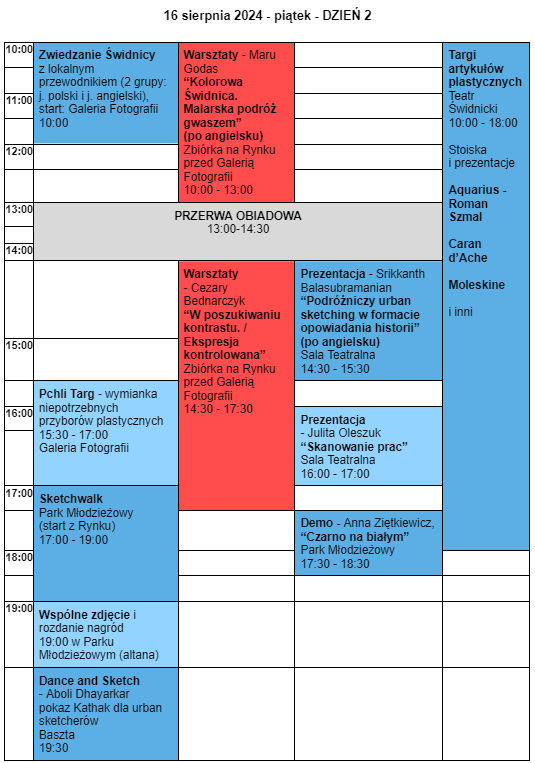 16 sierpnia 2024 - piątek - DZIEŃ 2
10:00
11:00
12:00
13:00
14:00
15:00
16:00
17:00
18:00
19:00
Zwiedzanie Świdnicy
z lokalnym
przewodnikiem (2 grupy:
j. polski i j. angielski),
start: Galeria Fotografii
10:00
Warsztaty - Maru
Godas
“Kolorowa
Świdnica.
Malarska podróż
gwaszem”
(po angielsku)
Zbiórka na Rynku
przed Galerią
Fotografii
10:00 - 13:00
Targi
artykułów
plastycznych
Teatr
Świdnicki
10:00 - 18:00
Stoiska
i prezentacje
Aquarius -
Roman
Szmal
Caran
d’Ache
Moleskine
i inni
PRZERWA OBIADOWA
13:00-14:30
Warsztaty
- Cezary
Bednarczyk
“W poszukiwaniu
kontrastu. /
Ekspresja
kontrolowana”
Zbiórka na Rynku
przed Galerią
Fotografii
14:30 - 17:30
Prezentacja - Srikkanth
Balasubramanian
“Podróżniczy urban
sketching w formacie
opowiadania historii”
(po angielsku)
Sala Teatralna
14:30 - 15:30
Pchli Targ - wymianka
niepotrzebnych
przyborów plastycznych
15:30 - 17:00
Galeria Fotografii
Prezentacja
- Julita Oleszuk
“Skanowanie prac”
Sala Teatralna
16:00 - 17:00
Sketchwalk
Park Młodzieżowy
(start z Rynku)
17:00 - 19:00
Demo - Anna Ziętkiewicz,
“Czarno na białym”
Park Młodzieżowy
17:30 - 18:30
Wspólne zdjęcie i
rozdanie nagród
19:00 w Parku
Młodzieżowym (altana)
Dance and Sketch
- Aboli Dhayarkar
pokaz Kathak dla urban
sketcherów
Baszta
19:30